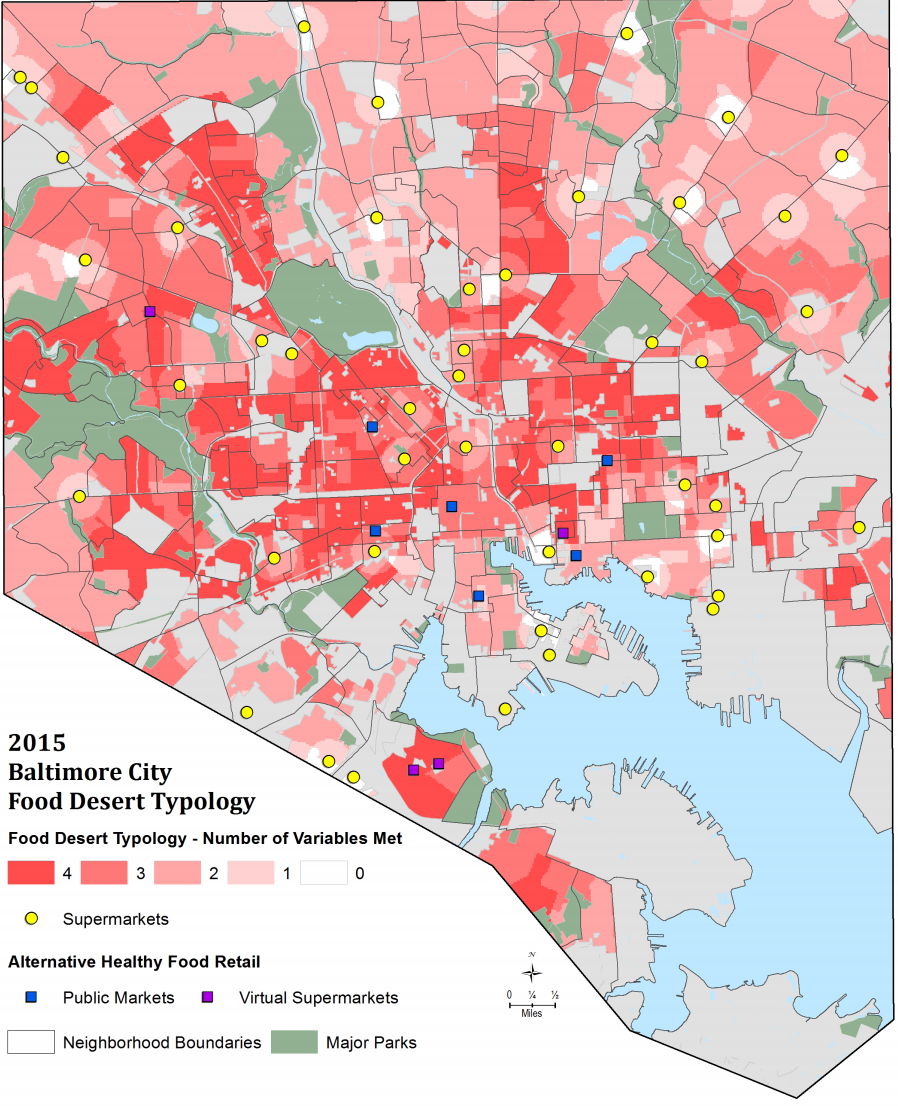 2015
Baltimore City
Food Desert Typology
Food Desert Typology - Number of Variables Met
4 3 2 1 0
Supermarkets
Alternative Healthy Food Retail
Public Markets Virtual Supermarkets
Neighborhood Boundaries Major Parks
N
0 ¼ ½
Miles